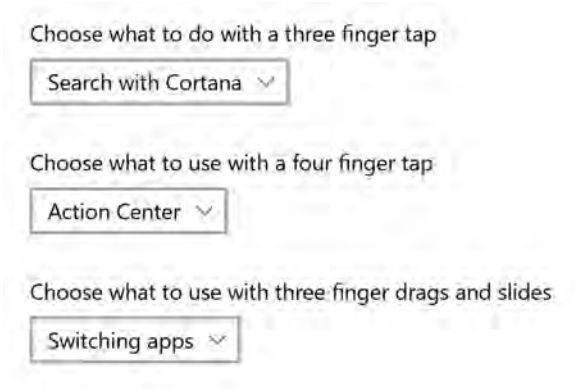 Choose what to do with a three finger tap
Search with Cortana
Choose what to use with a four finger tap
Action Center
Choose what to use with three finger drags and slides
Switching apps